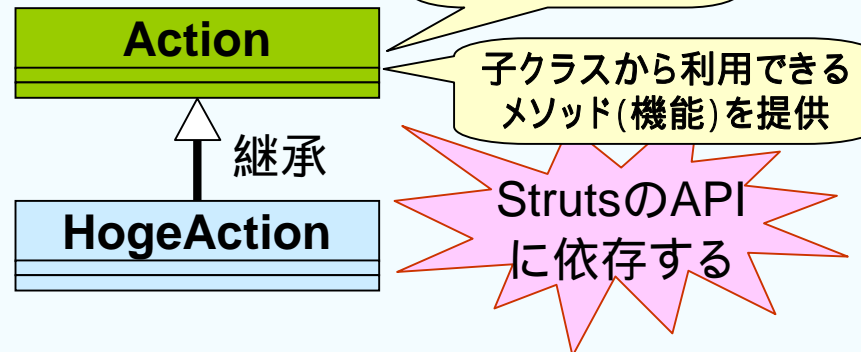 Action
子クラスから利用できる
メソッド(機能)を提供
継承
StrutsのAPI
に依存する
HogeAction